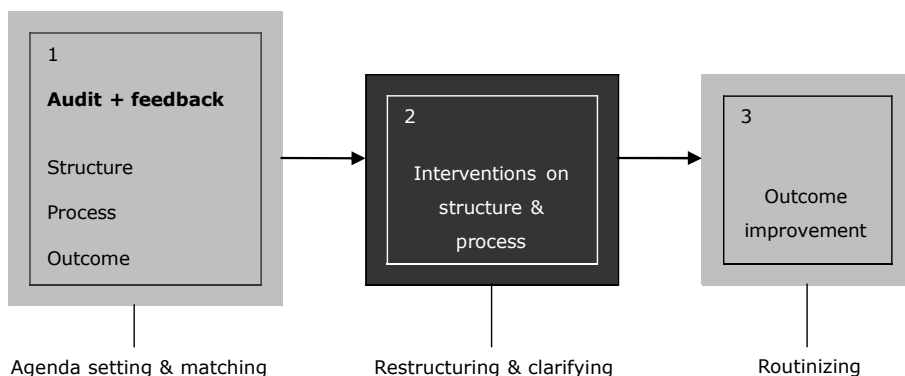 1
Audit + feedback
Structure
Process
Outcome
2
Interventions on
structure &
process
3
Outcome
improvement
Agenda setting & matching
Restructuring & clarifying
Routinizing